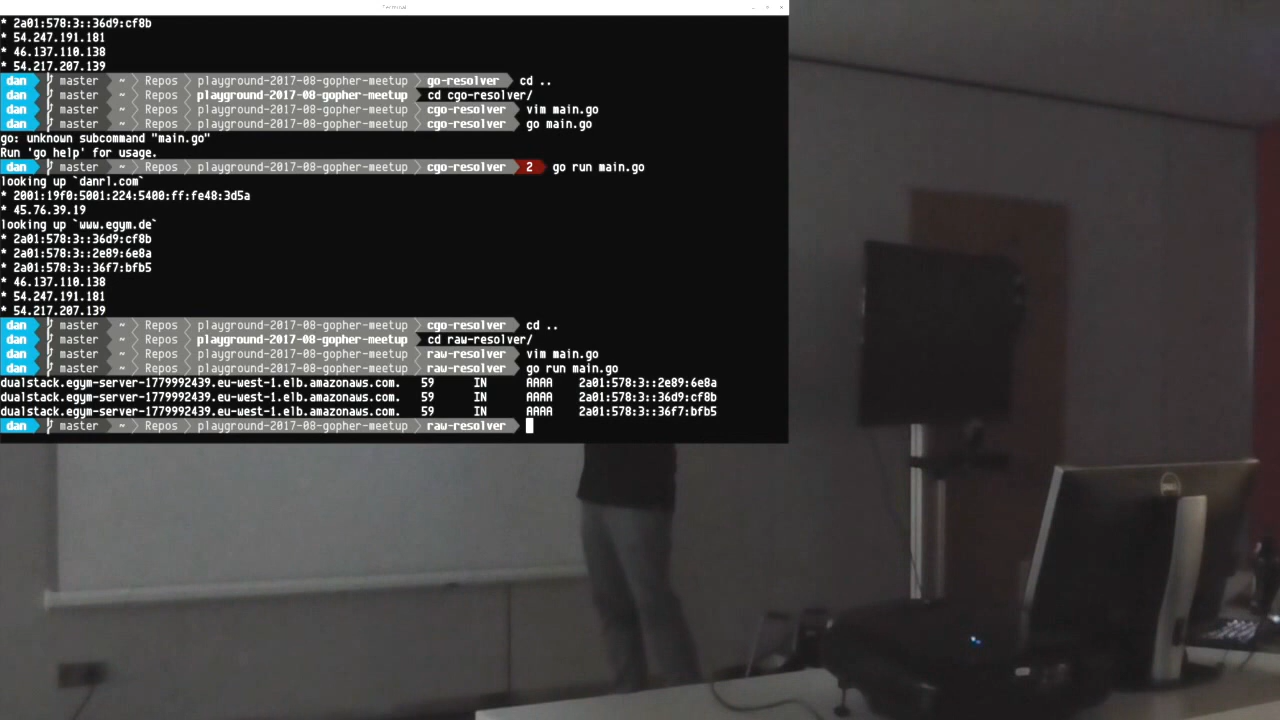 Terminal
* 2a01:578:3::36d9:cf8b
* 54.247.191.181
* 46.137.110.138
* 54.217.207.139
dan master ~ Repos playground-2017-08-gopher-meetup go-resolver cd ..
dan master ~ Repos playground-2017-08-gopher-meetup cd cgo-resolver/
dan master ~ Repos playground-2017-08-gopher-meetup cgo-resolver vim main.go
dan master ~ Repos playground-2017-08-gopher-meetup cgo-resolver go main.go
go: unknown subcommand "main.go"
Run 'go help' for usage.
dan master ~ Repos playground-2017-08-gopher-meetup cgo-resolver 2 go run main.go
looking up `danrl.com`
* 2001:19f0:5001:224:5400:ff:fe48:3d5a
* 45.76.39.19
looking up `www.egym.de`
* 2a01:578:3::36d9:cf8b
* 2a01:578:3::2e89:6e8a
* 2a01:578:3::36f7:bfb5
* 46.137.110.138
* 54.247.191.181
* 54.217.207.139
dan master ~ Repos playground-2017-08-gopher-meetup cgo-resolver cd ..
dan master ~ Repos playground-2017-08-gopher-meetup cd raw-resolver/
dan master ~ Repos playground-2017-08-gopher-meetup raw-resolver vim main.go
dan master ~ Repos playground-2017-08-gopher-meetup raw-resolver go run main.go
dualstack.egym-server-1779992439.eu-west-1.elb.amazonaws.com. 59 IN AAAA 2a01:578:3::2e89:6e8a
dualstack.egym-server-1779992439.eu-west-1.elb.amazonaws.com. 59 IN AAAA 2a01:578:3::36d9:cf8b
dualstack.egym-server-1779992439.eu-west-1.elb.amazonaws.com. 59 IN AAAA 2a01:578:3::36f7:bfb5
dan master ~ Repos playground-2017-08-gopher-meetup raw-resolver
DELL